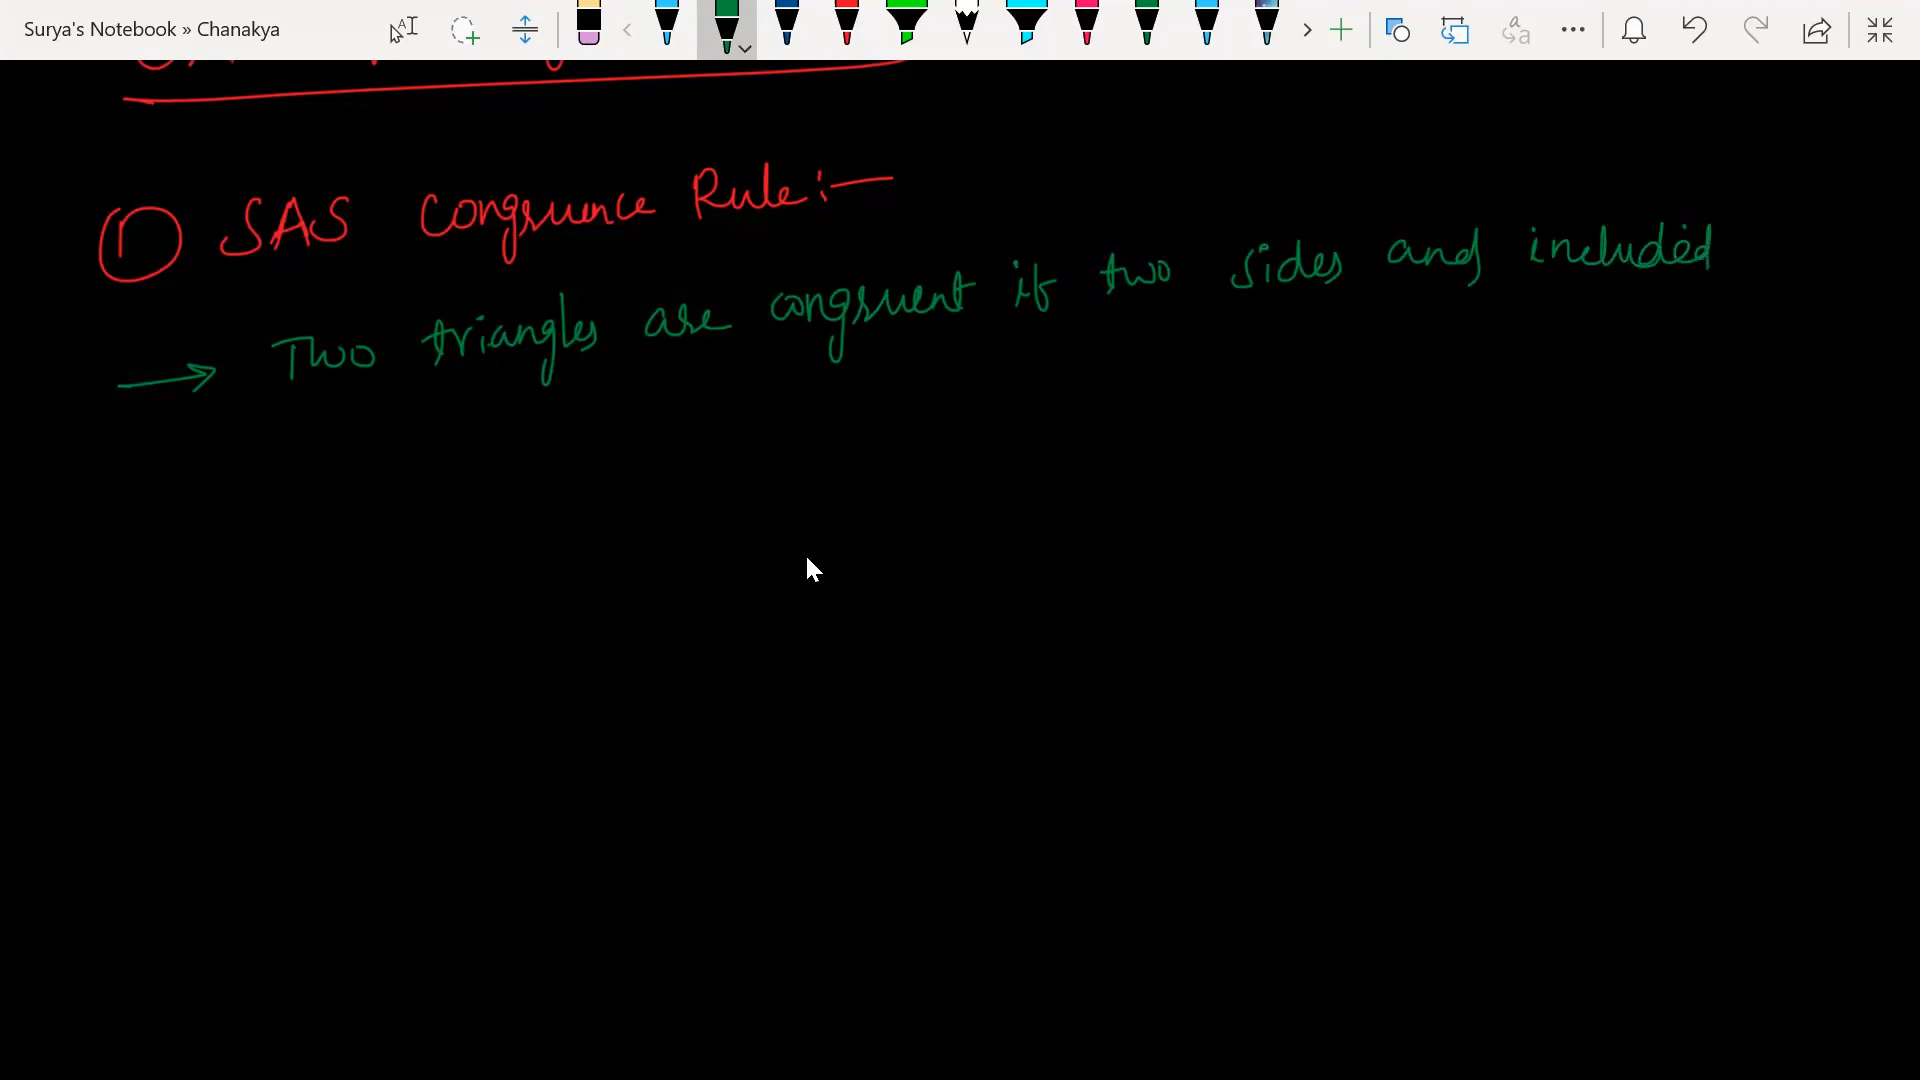 Surya's Notebook » Chanakya
① SAS Congruence Rule:—
→ Two triangles are congruent if two sides and included